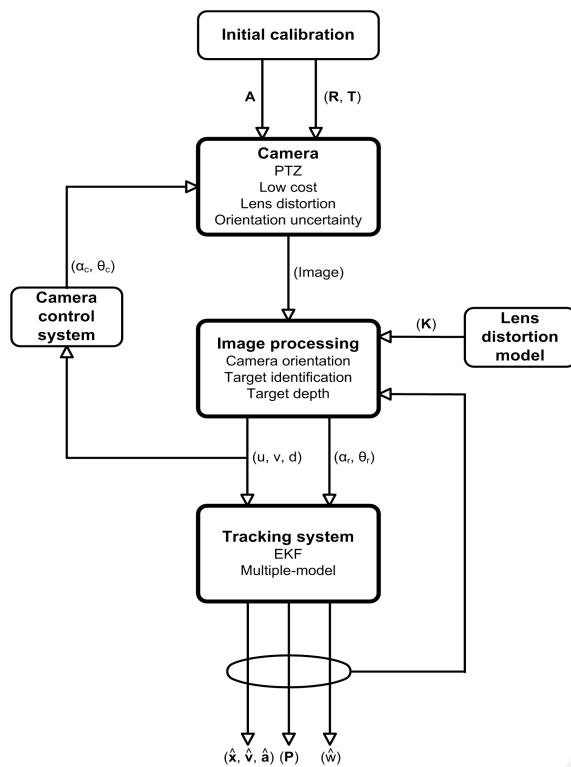 Initial calibration
A
(R, T)
Camera
PTZ
Low cost
Lens distortion
Orientation uncertainty
(αc, θc)
(Image)
Camera
control
system
(K)
Lens
distortion
model
Image processing
Camera orientation
Target identification
Target depth
(u, v, d)
(αr, θr)
Tracking system
EKF
Multiple-model
(x̂, v̂, â) (P) (ŵ)